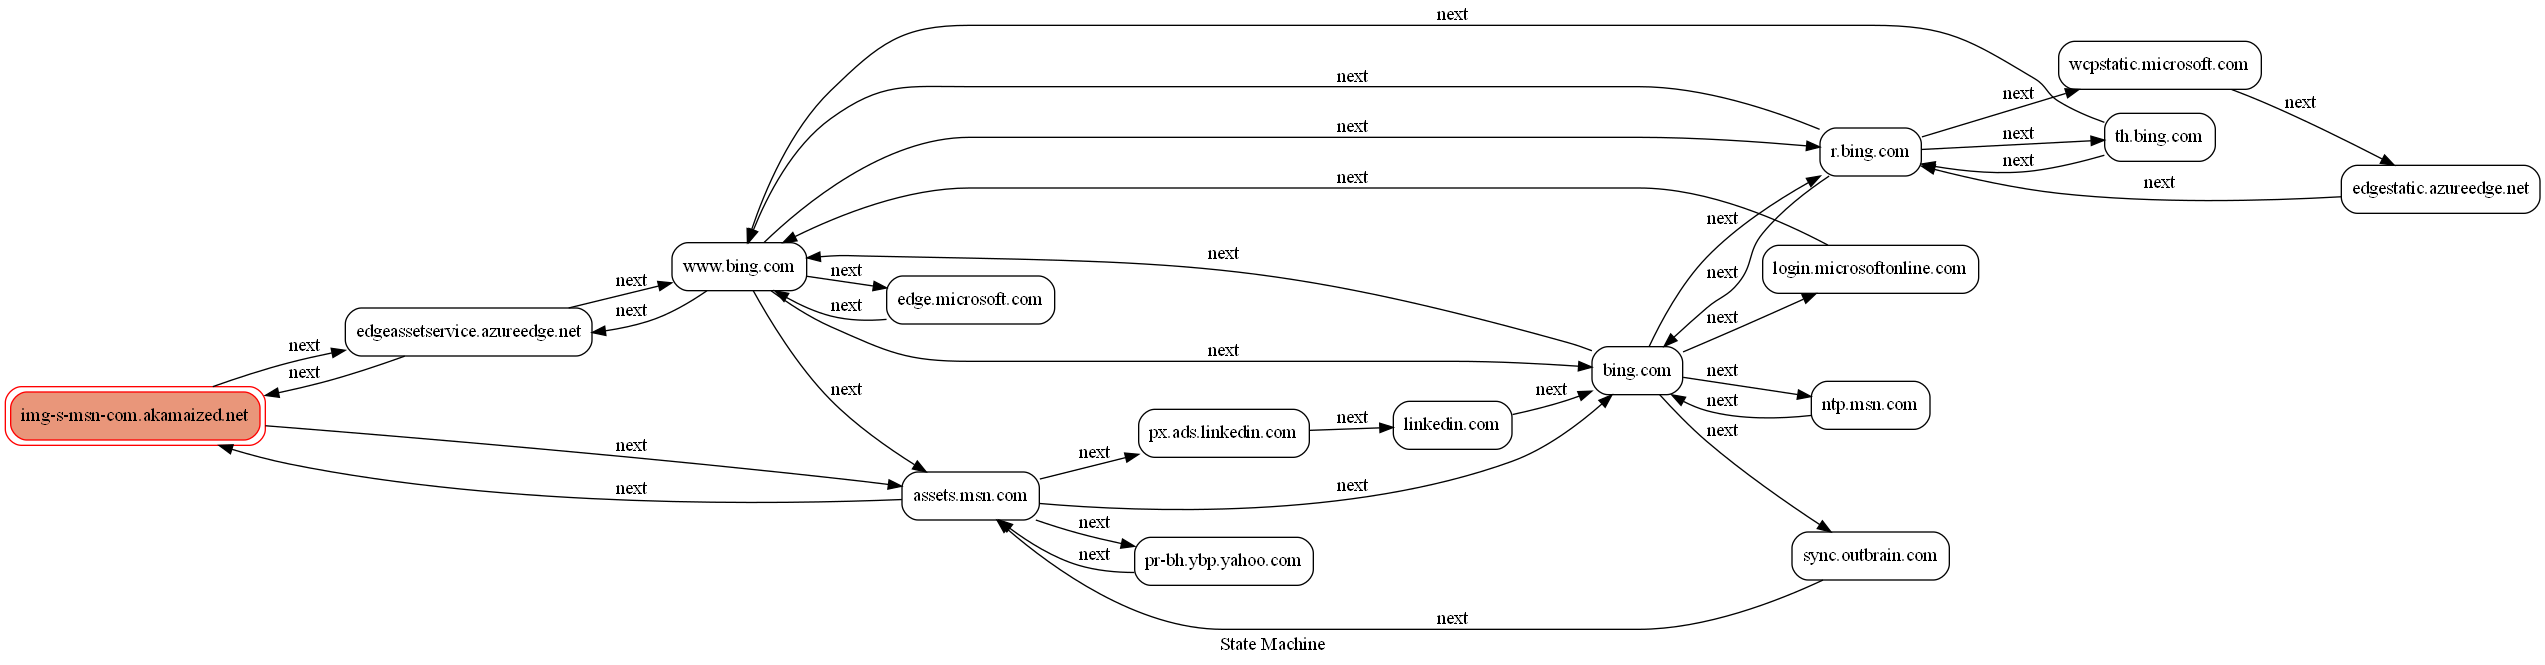 next
wcpstatic.microsoft.com
next
next
next
next
next
th.bing.com
r.bing.com
next
next
next
edgestatic.azureedge.net
next
next
www.bing.com
next
login.microsoftonline.com
next
next
edge.microsoft.com
next
next
next
edgeassetservice.azureedge.net
next
next
bing.com
next
next
next
next
next
ntp.msn.com
img-s-msn-com.akamaized.net
next
linkedin.com
px.ads.linkedin.com
next
next
next
next
next
assets.msn.com
next
next
sync.outbrain.com
pr-bh.ybp.yahoo.com
next
State Machine